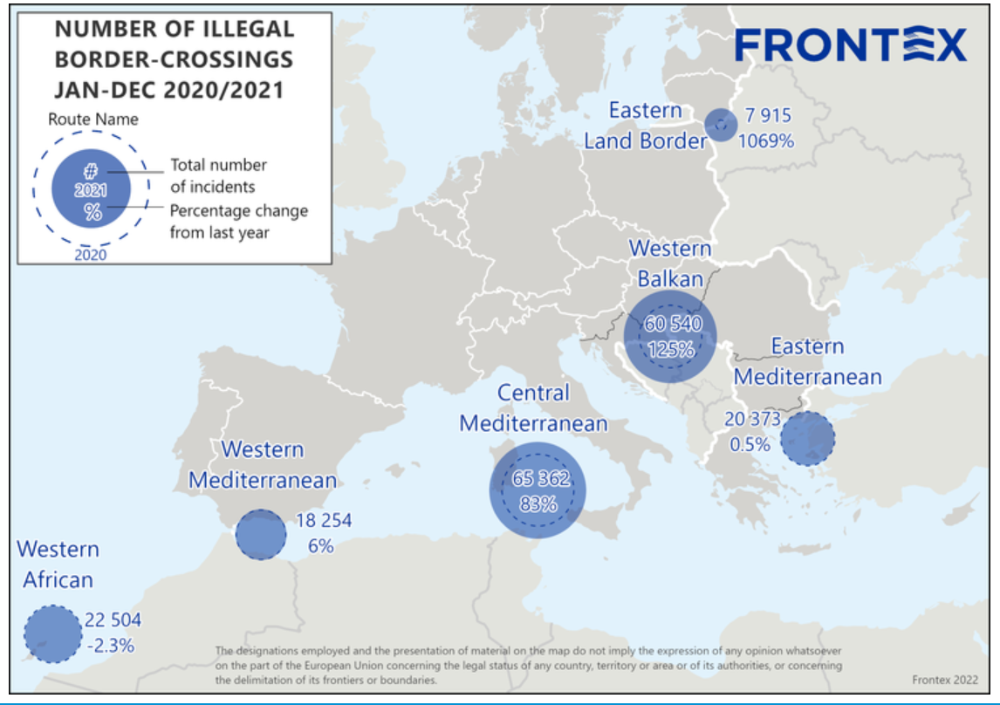 NUMBER OF ILLEGAL
BORDER-CROSSINGS
JAN-DEC 2020/2021
Route Name
#
2021
%
Total number
of incidents
Percentage change
from last year
2020
FRONTEX
Eastern
Land Border
7 915
1069%
Western
Balkan
60 540
125%
Eastern
Mediterranean
20 373
0.5%
Central
Mediterranean
65 362
83%
Western
Mediterranean
18 254
6%
Western
African
22 504
-2.3%
The designations employed and the presentation of material on the map do not imply the expression of any opinion whatsoever
on the part of the European Union concerning the legal status of any country, territory or area or of its authorities, or concerning
the delimitation of its frontiers or boundaries.
Frontex 2022